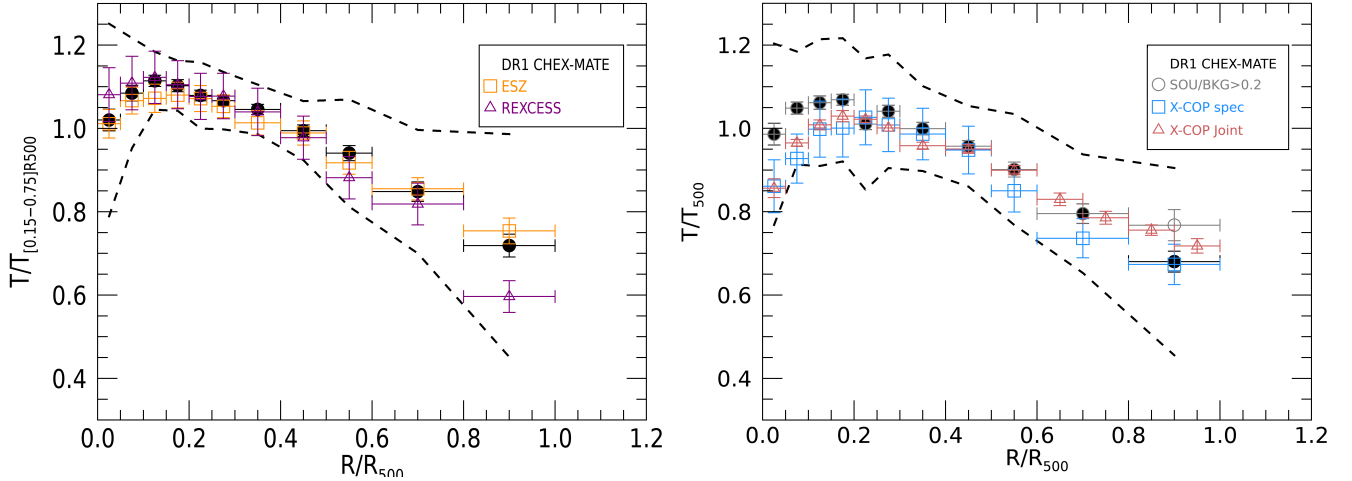 1.2
1.0
0.8
0.6
0.4
T/T[0.15−0.75]R500
DR1 CHEX-MATE
ESZ
REXCESS
0.0 0.2 0.4 0.6 0.8 1.0 1.2
R/R500
1.2
1.0
0.8
0.6
0.4
T/T500
DR1 CHEX-MATE
SOU/BKG>0.2
X-COP spec
X-COP Joint
0.0 0.2 0.4 0.6 0.8 1.0 1.2
R/R500